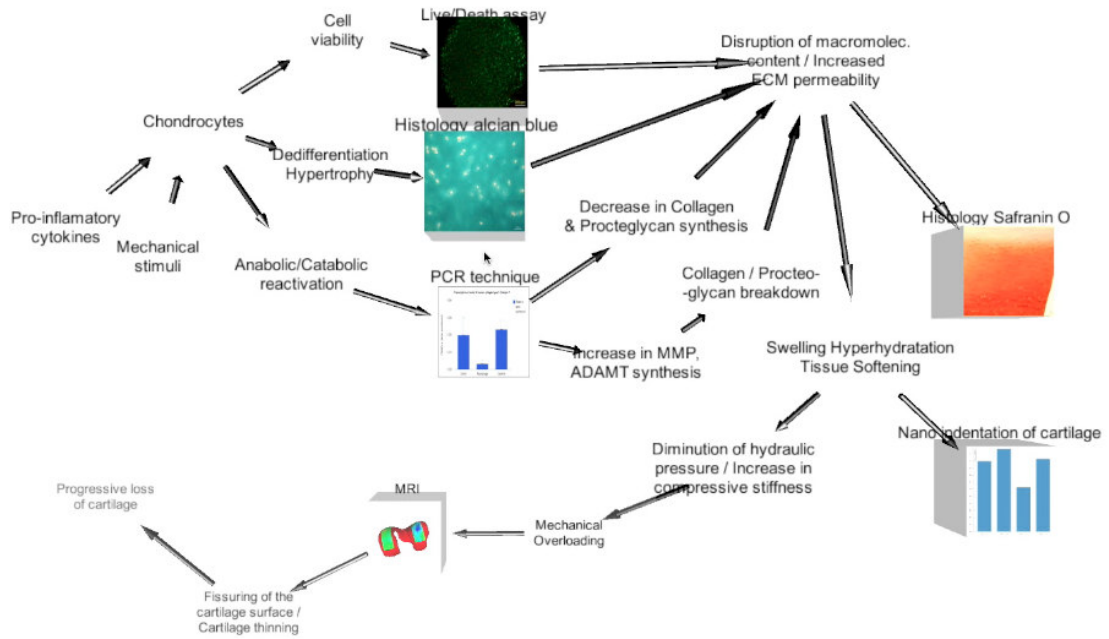 Live/Death assay
Cell
viability
Disruption of macromolec.
content / Increased
ECM permeability
Chondrocytes
Histology alcian blue
Dedifferentiation
Hypertrophy
Pro-inflamatory
cytokines
Mechanical
stimuli
Decrease in Collagen
& Procteglycan synthesis
Histology Safranin O
Anabolic/Catabolic
reactivation
PCR technique
Collagen / Procteo-
-glycan breakdown
Increase in MMP,
ADAMT synthesis
Swelling Hyperhydratation
Tissue Softening
Nano indentation of cartilage
Diminution of hydraulic
pressure / Increase in
compressive stiffness
Progressive loss
of cartilage
MRI
Mechanical
Overloading
Fissuring of the
cartilage surface /
Cartilage thinning